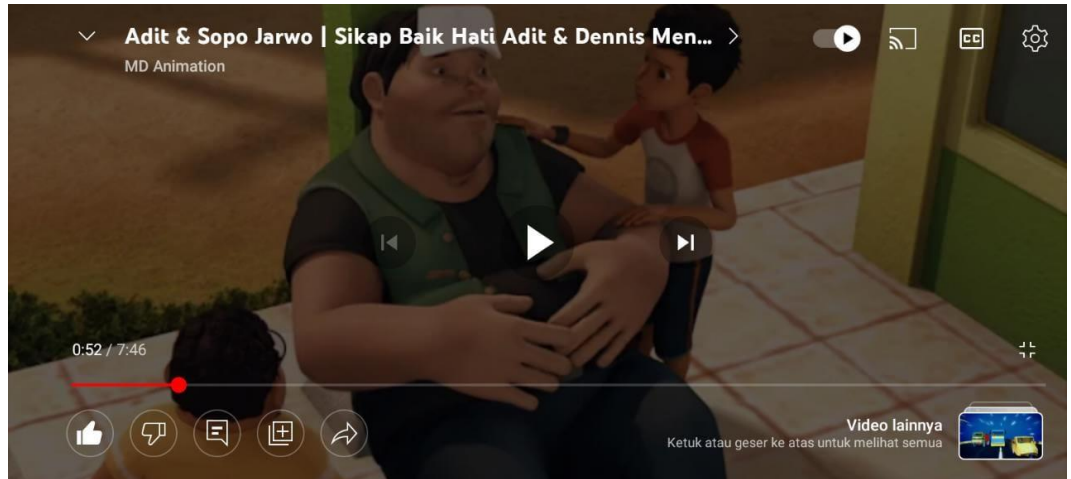 Adit & Sopo Jarwo | Sikap Baik Hati Adit & Dennis Men...
MD Animation
CC
0:52 / 7:46
Video lainnya
Ketuk atau geser ke atas untuk melihat semua